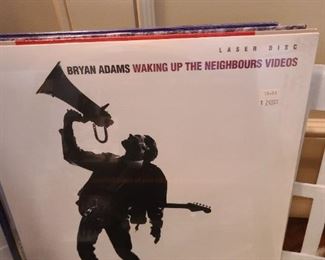 LASER DISC
BRYAN ADAMS WAKING UP THE NEIGHBOURS VIDEOS